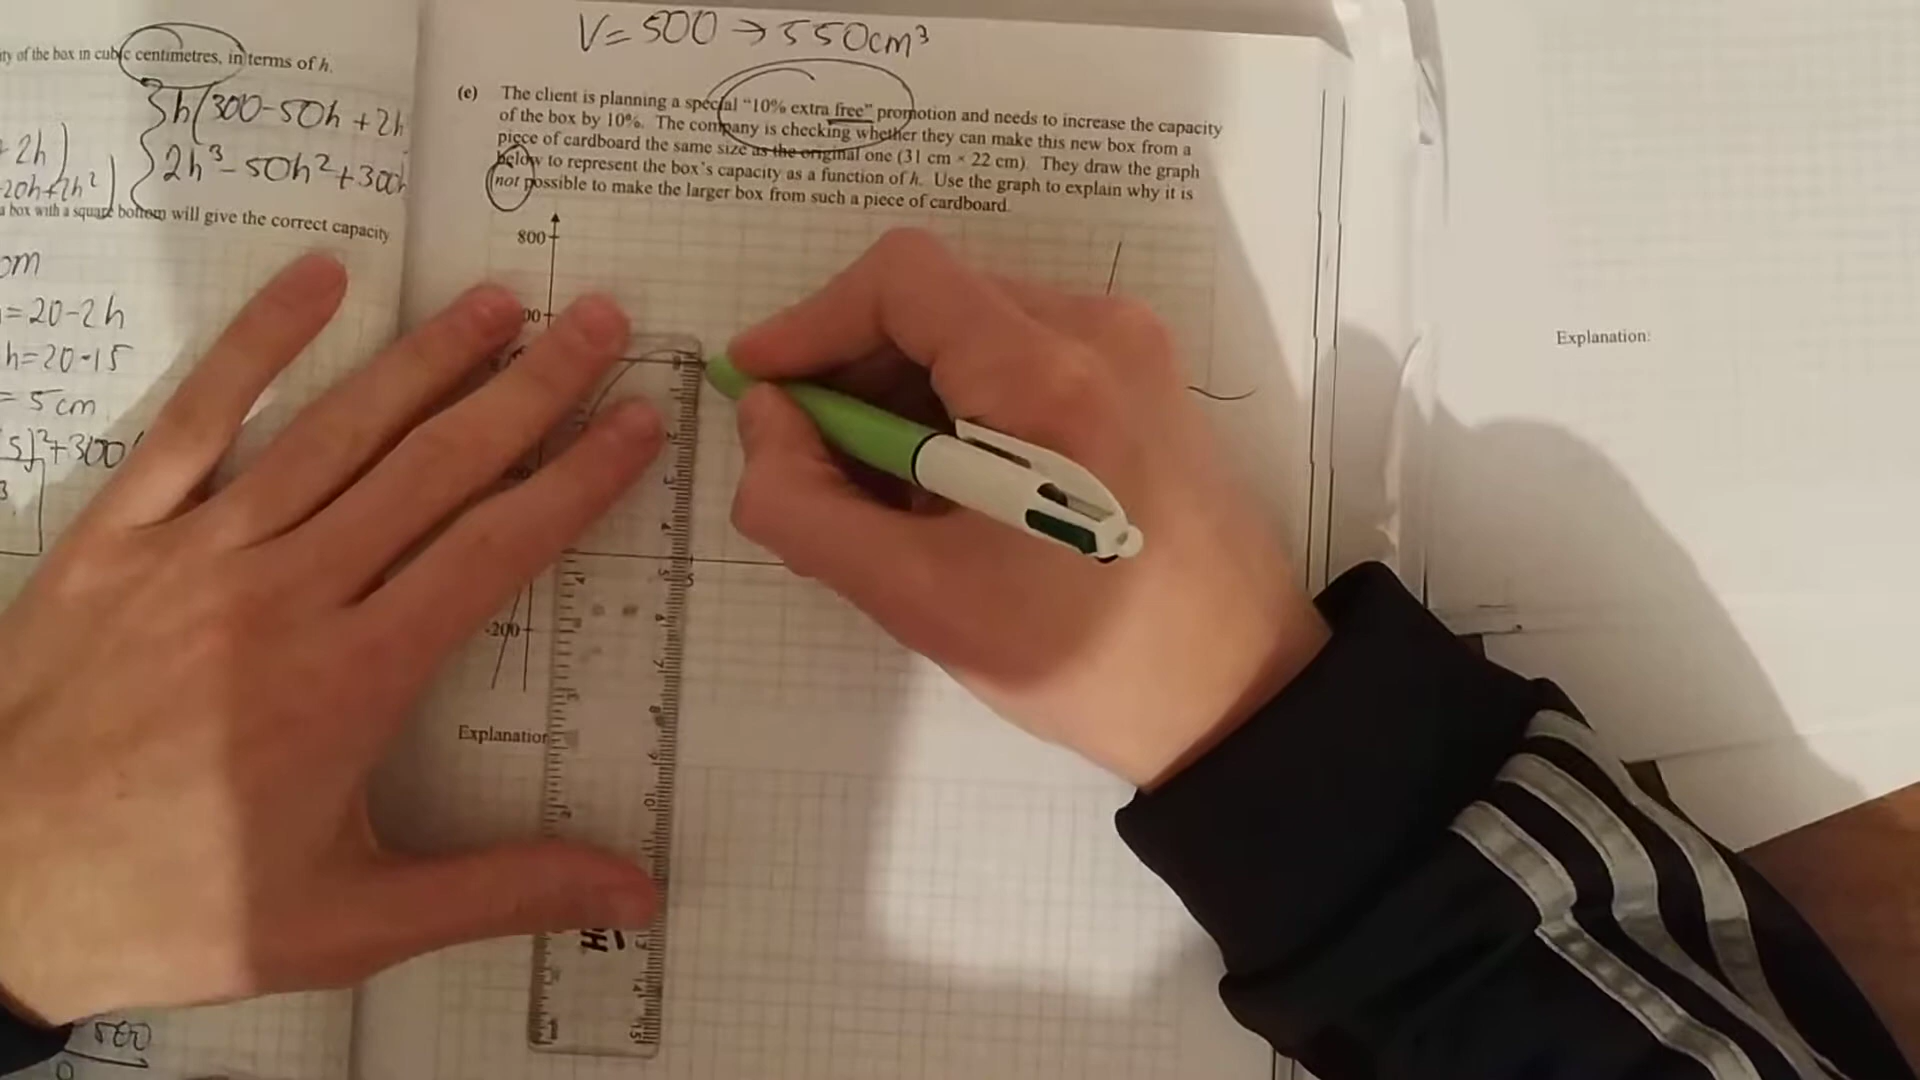 ity of the box in cubic centimetres, in terms of h.
3h(300-50h+2h
2h)
2h³-50h²+300h
20h+2h²)
a box with a square bottom will give the correct capacity
om
=20-2h
h=20-15
=5cm
5)²+300
3
V=500→550cm³
(e) The client is planning a special “10% extra free” promotion and needs to increase the capacity
of the box by 10%. The company is checking whether they can make this new box from a
piece of cardboard the same size as the original one (31 cm × 22 cm). They draw the graph
below to represent the box’s capacity as a function of h. Use the graph to explain why it is
not possible to make the larger box from such a piece of cardboard.
800
00
5
-200
Explanation
Explanation: